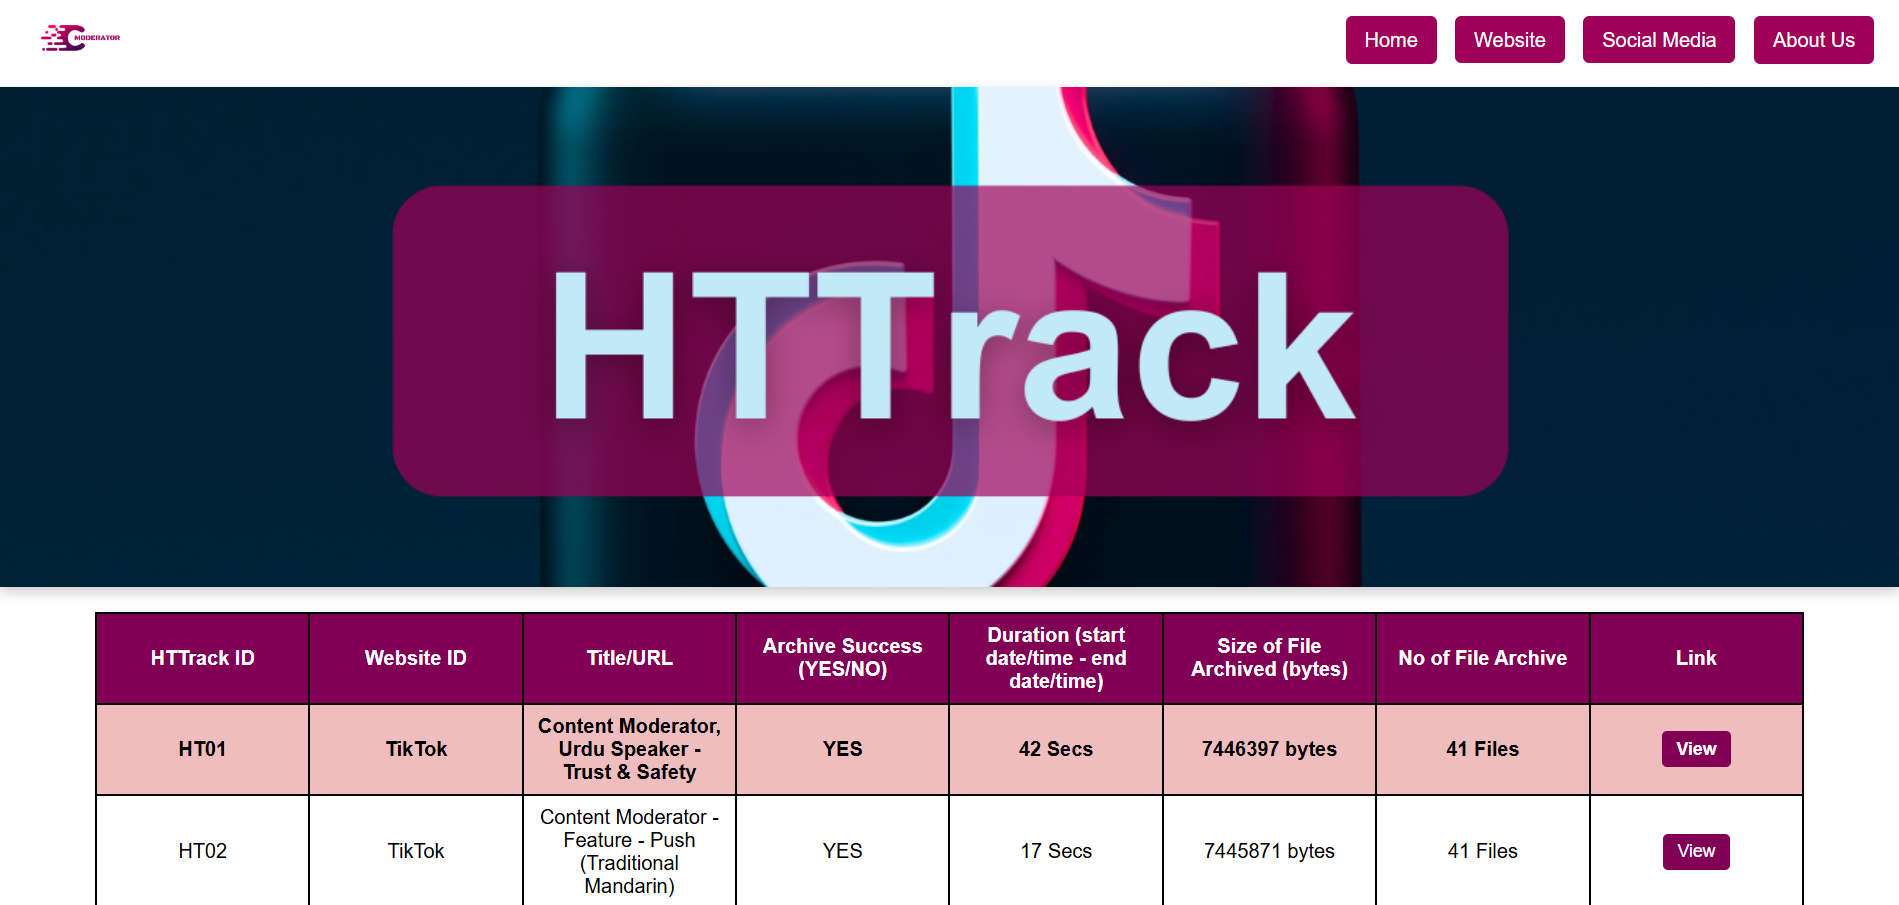 MODERATOR
Home
Website
Social Media
About Us
HTTrack
HTTrack ID
Website ID
Title/URL
Archive Success
(YES/NO)
Duration (start
date/time - end
date/time)
Size of File
Archived (bytes)
No of File Archive
Link
HT01
TikTok
Content Moderator,
Urdu Speaker -
Trust & Safety
YES
42 Secs
7446397 bytes
41 Files
View
HT02
TikTok
Content Moderator -
Feature - Push
(Traditional
Mandarin)
YES
17 Secs
7445871 bytes
41 Files
View